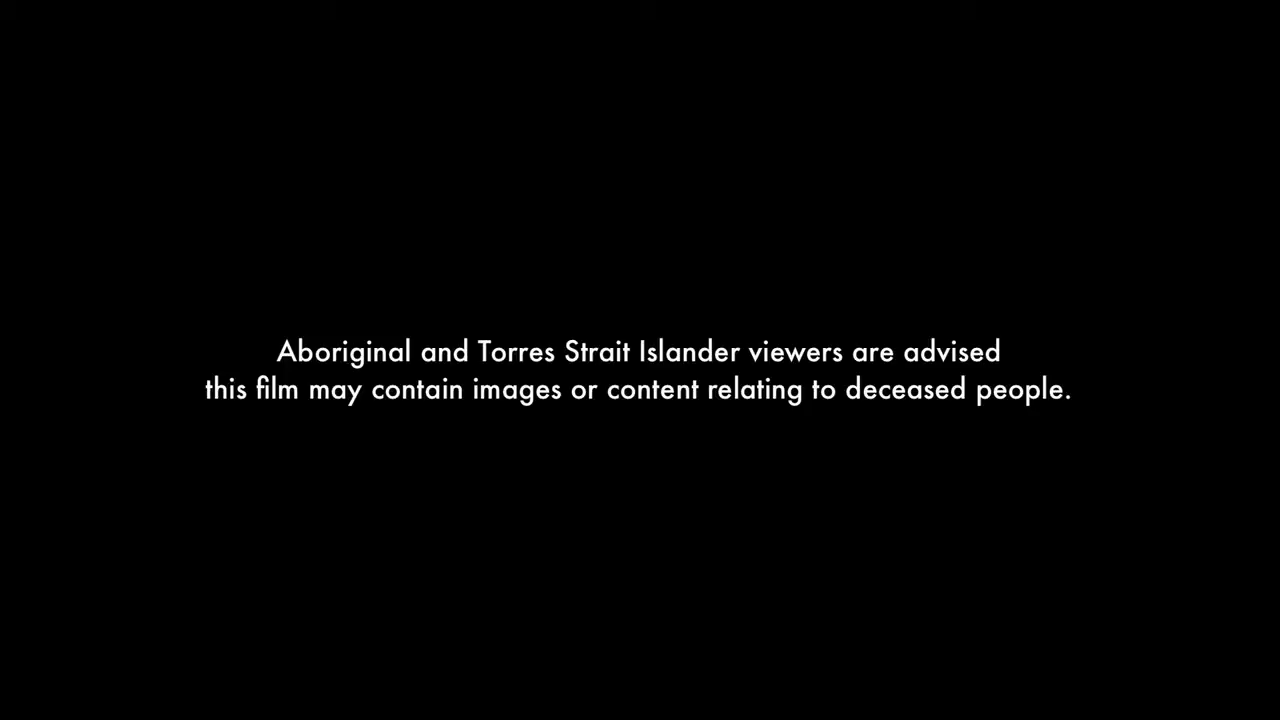 Aboriginal and Torres Strait Islander viewers are advised
this film may contain images or content relating to deceased people.